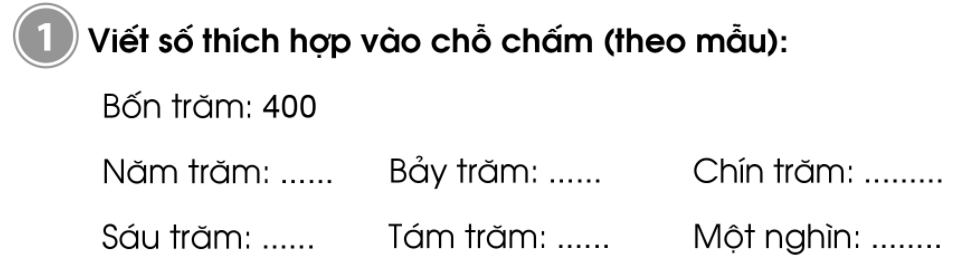 1 Viết số thích hợp vào chỗ chấm (theo mẫu):
Bốn trăm: 400
Năm trăm: ...... Bảy trăm: ...... Chín trăm: .........
Sáu trăm: ...... Tám trăm: ...... Một nghìn: ........